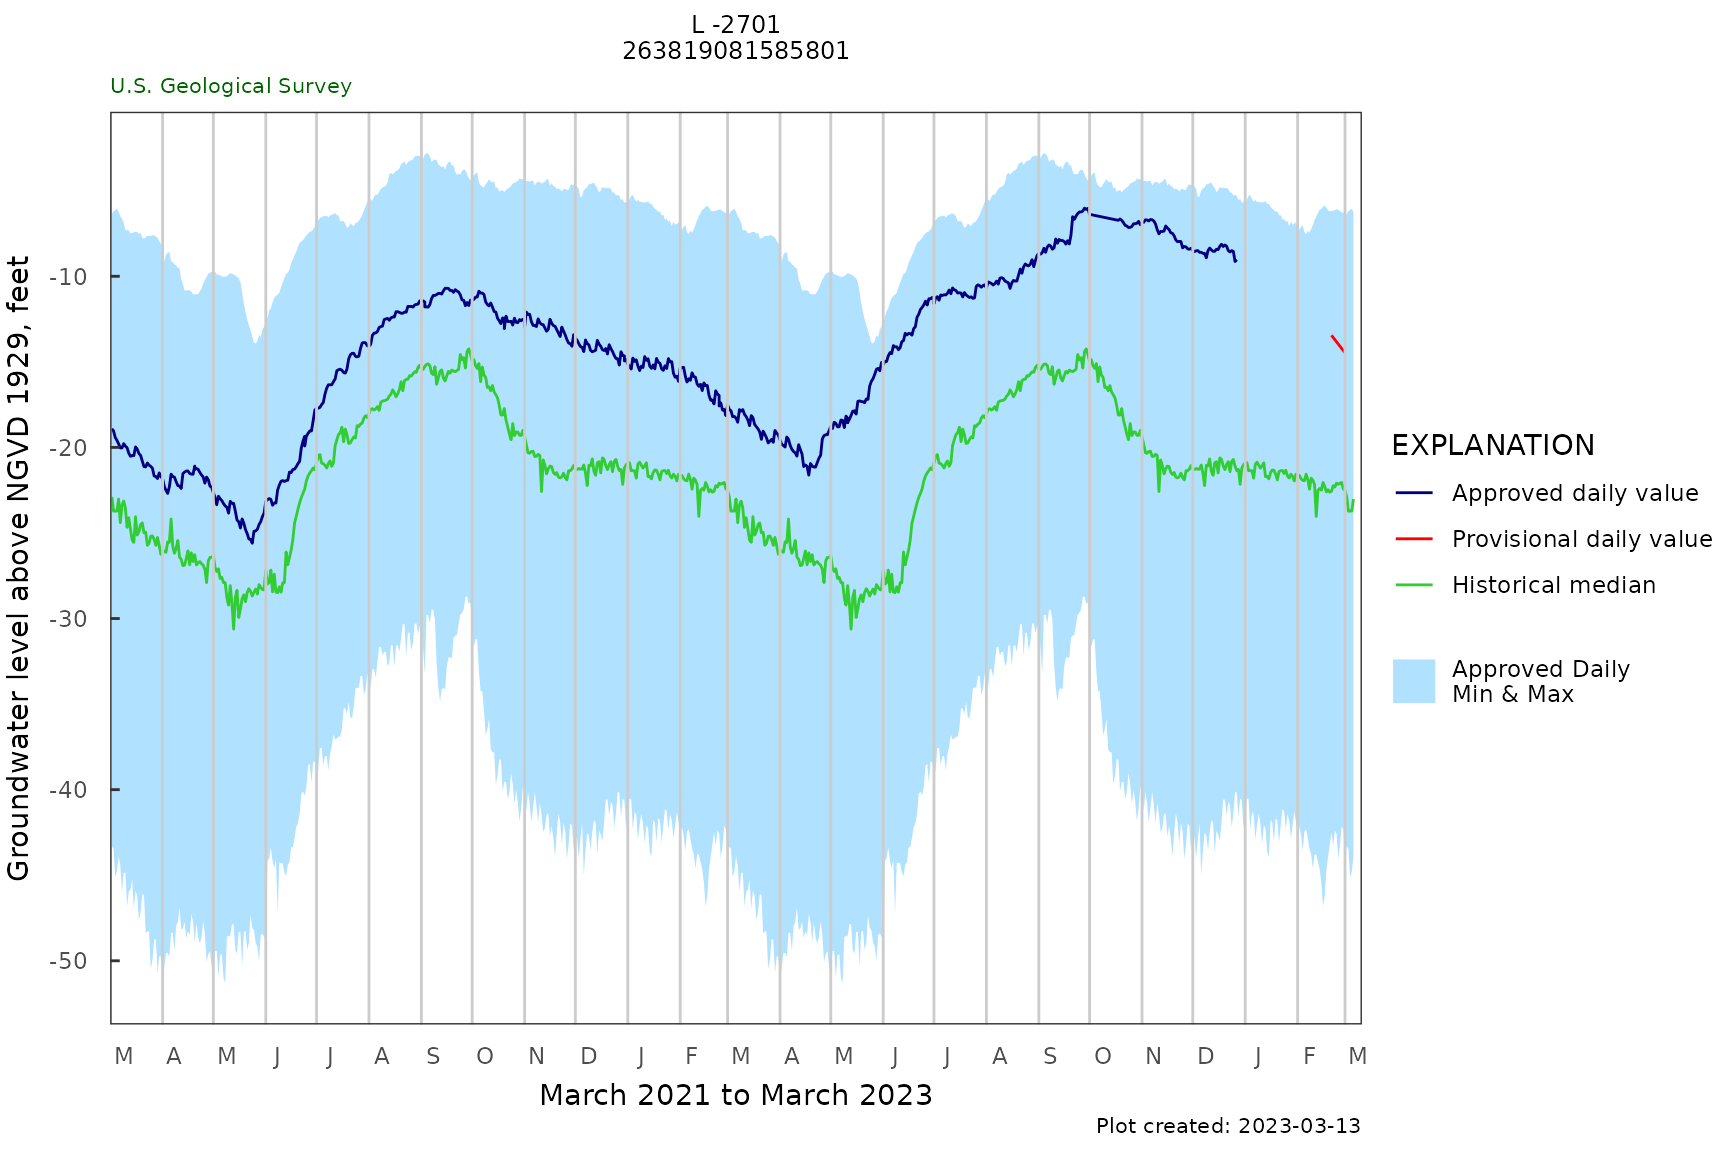 L -2701
263819081585801
U.S. Geological Survey
Groundwater level above NGVD 1929, feet
-10
-20
-30
-40
-50
M A M J J A S O N D J F M A M J J A S O N D J F M
March 2021 to March 2023
EXPLANATION
Approved daily value
Provisional daily value
Historical median
Approved Daily
Min & Max
Plot created: 2023-03-13